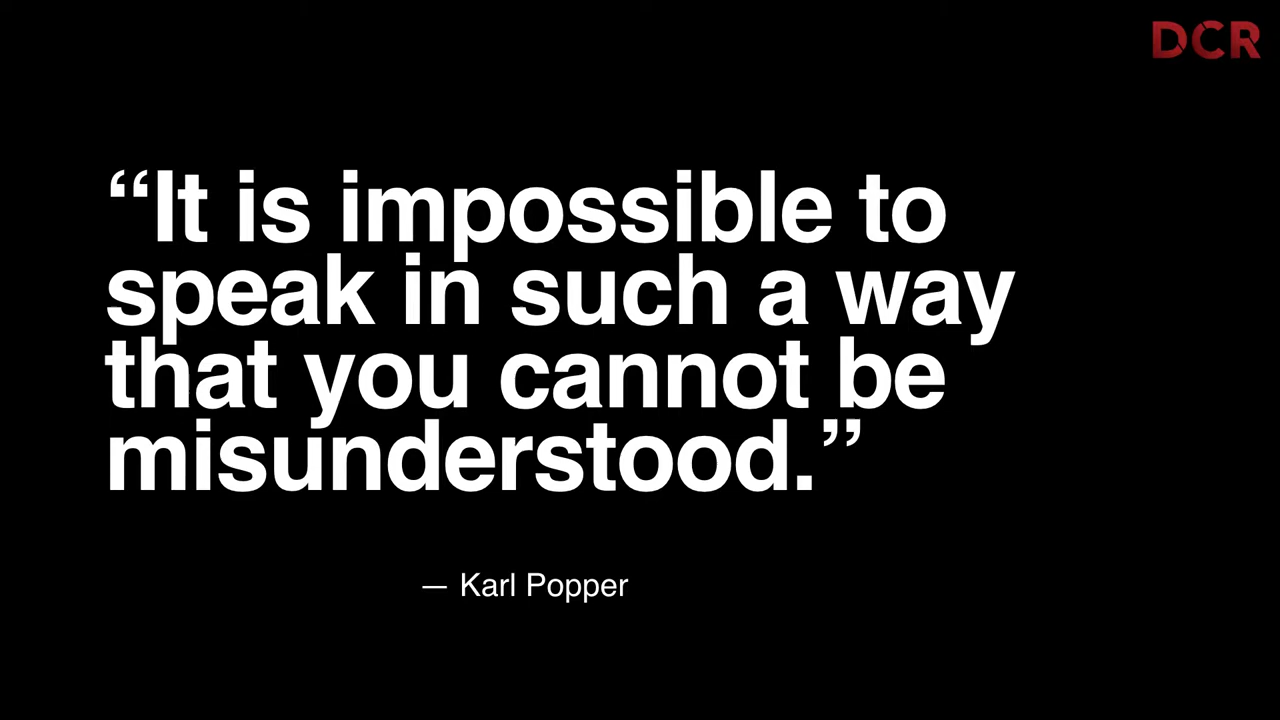 DCR
“It is impossible to
speak in such a way
that you cannot be
misunderstood.”
— Karl Popper